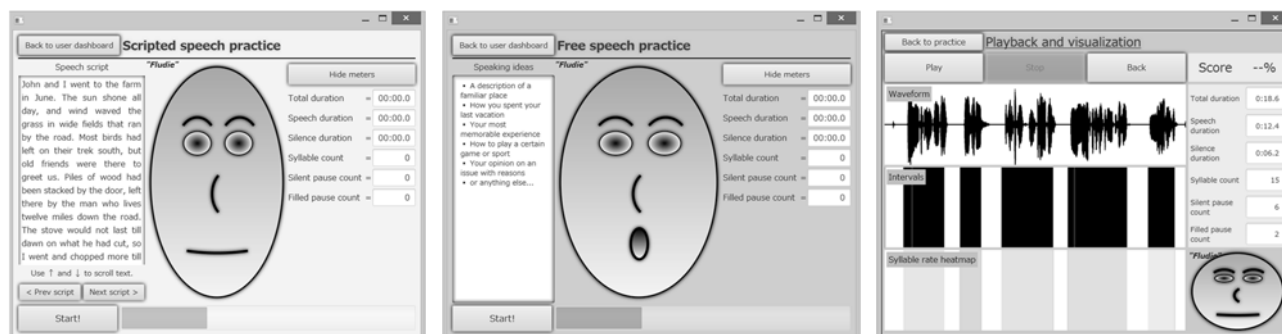 Back to user dashboard Scripted speech practice
Speech script
John and I went to the farm
in June. The sun shone all
day, and wind waved the
grass in wide fields that ran
by the road. Most birds had
left on their trek south, but
old friends were there to
greet us. Piles of wood had
been stacked by the door, left
there by the man who lives
twelve miles down the road.
The stove would not last till
dawn on what he had cut, so
I went and chopped more till
Use ↑ and ↓ to scroll text.
< Prev script Next script >
Start!
"Fludie"
Hide meters
Total duration = 00:00.0
Speech duration = 00:00.0
Silence duration = 00:00.0
Syllable count = 0
Silent pause count = 0
Filled pause count = 0
Back to user dashboard Free speech practice
Speaking ideas
• A description of a
familiar place
• How you spent your
last vacation
• Your most
memorable experience
• How to play a certain
game or sport
• Your opinion on an
issue with reasons
• or anything else...
Start!
"Fludie"
Hide meters
Total duration = 00:00.0
Speech duration = 00:00.0
Silence duration = 00:00.0
Syllable count = 0
Silent pause count = 0
Filled pause count = 0
Back to practice Playback and visualization
Play Stop Back Score --%
Waveform
Intervals
Syllable rate heatmap
Total duration 0:18.6
Speech
duration 0:12.4
Silence
duration 0:06.2
Syllable count 15
Silent pause
count 6
Filled pause
count 2
"Fludie"